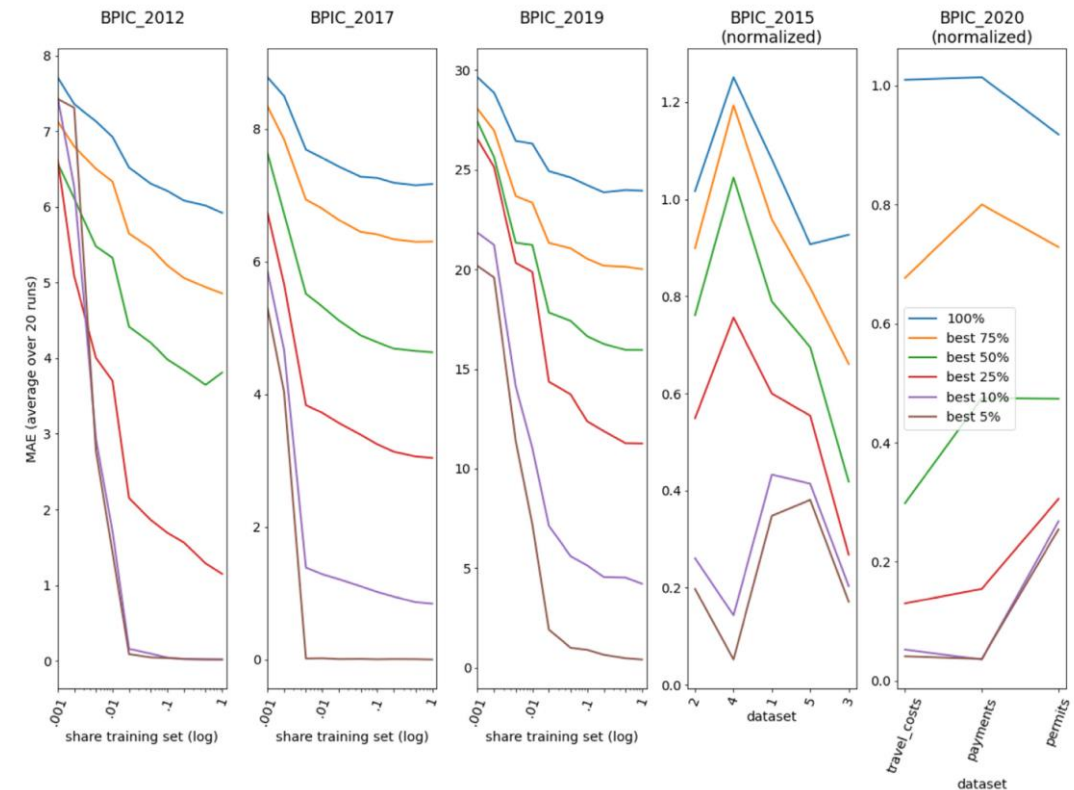 BPIC_2012
BPIC_2017
BPIC_2019
BPIC_2015
(normalized)
BPIC_2020
(normalized)
MAE (average over 20 runs)
8
7
6
5
4
3
2
1
0
.001
.01
.1
1
share training set (log)
8
6
4
2
0
.001
.01
.1
1
share training set (log)
30
25
20
15
10
5
0
.001
.01
.1
1
share training set (log)
1.2
1.0
0.8
0.6
0.4
0.2
0.0
2
4
1
5
3
dataset
1.0
0.8
0.6
0.4
0.2
0.0
100%
best 75%
best 50%
best 25%
best 10%
best 5%
travel_costs
payments
permits
dataset